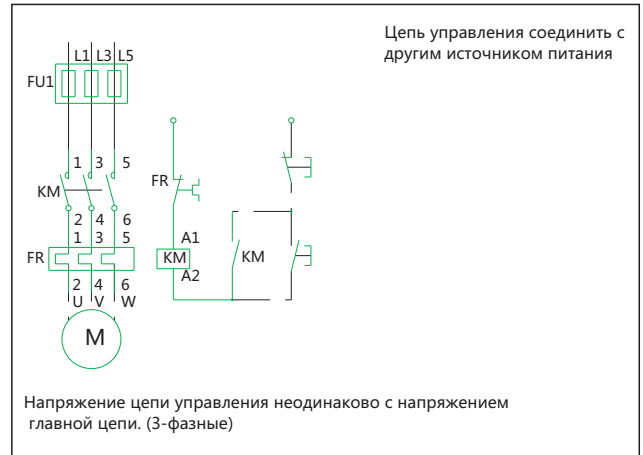 Цепь управления соединить с
другим источником питания
L1 L3 L5
FU1
1 3 5
KM
FR
2 4 6
1 3 5
A1
FR
KM
KM
A2
2 4 6
U V W
M
Напряжение цепи управления неодинаково с напряжением
главной цепи. (3-фазные)